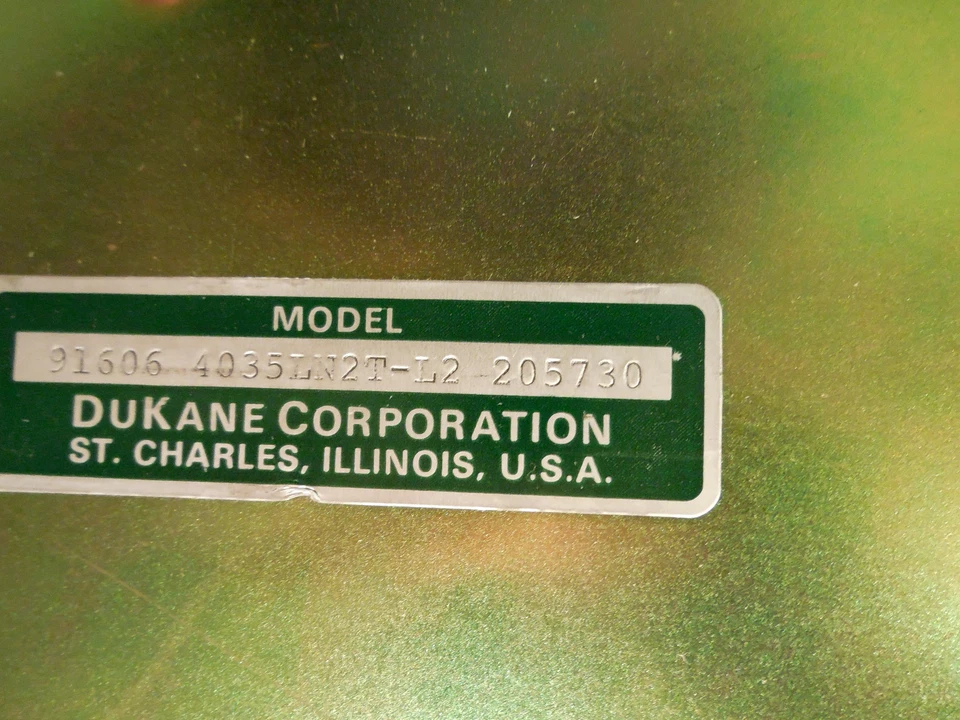 MODEL
91606 4035LN2T-L2 205730
DUKANE CORPORATION
ST. CHARLES, ILLINOIS, U.S.A.